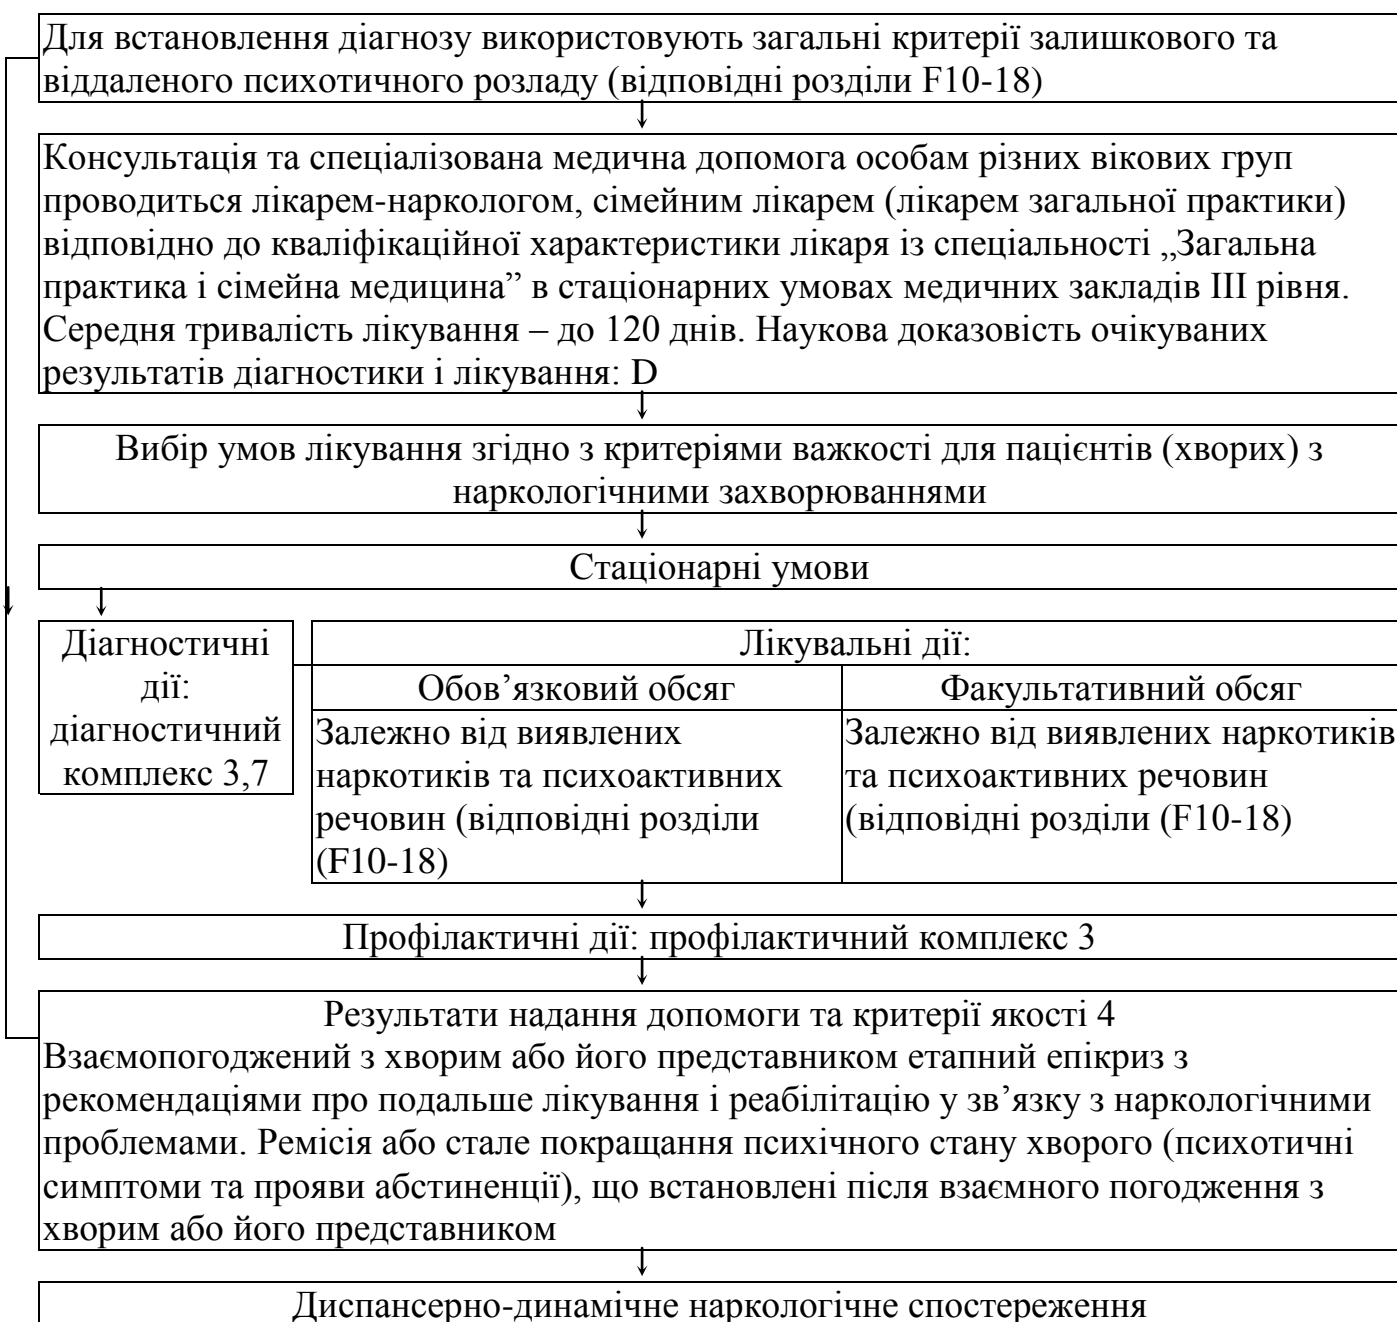 Для встановлення діагнозу використовують загальні критерії залишкового та
віддаленого психотичного розладу (відповідні розділи F10-18)
Консультація та спеціалізована медична допомога особам різних вікових груп
проводиться лікарем-наркологом, сімейним лікарем (лікарем загальної практики)
відповідно до кваліфікаційної характеристики лікаря із спеціальності „Загальна
практика і сімейна медицина” в стаціонарних умовах медичних закладів III рівня.
Середня тривалість лікування – до 120 днів. Наукова доказовість очікуваних
результатів діагностики і лікування: D
Вибір умов лікування згідно з критеріями важкості для пацієнтів (хворих) з
наркологічними захворюваннями
Стаціонарні умови
Діагностичні
дії:
діагностичний
комплекс 3,7
Лікувальні дії:
Обов’язковий обсяг
Залежно від виявлених
наркотиків та психоактивних
речовин (відповідні розділи
(F10-18)
Факультативний обсяг
Залежно від виявлених наркотиків
та психоактивних речовин
(відповідні розділи (F10-18)
Профілактичні дії: профілактичний комплекс 3
Результати надання допомоги та критерії якості 4
Взаємопогоджений з хворим або його представником етапний епікриз з
рекомендаціями про подальше лікування і реабілітацію у зв’язку з наркологічними
проблемами. Ремісія або стале покращання психічного стану хворого (психотичні
симптоми та прояви абстиненції), що встановлені після взаємного погодження з
хворим або його представником
Диспансерно-динамічне наркологічне спостереження